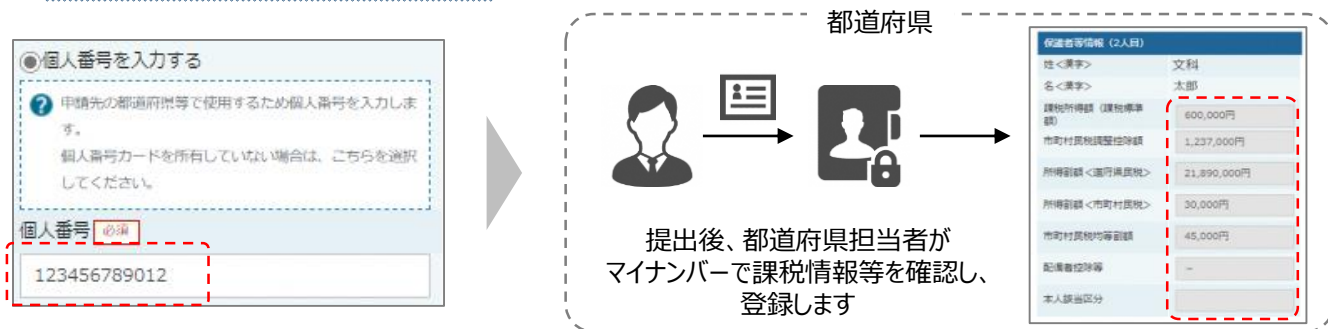 個人番号を入力する
申請先の都道府県等で使用するため個人番号を入力しま
す。
個人番号カードを所有していない場合は、こちらを選択
してください。
個人番号 必須
123456789012
都道府県
提出後、都道府県担当者が
マイナンバーで課税情報等を確認し、
登録します
保護者等情報（2人目）
姓<漢字> 文科
名<漢字> 太郎
課税所得額（課税標準
額） 600,000円
市町村民税調整控除額 1,237,000円
所得割額<道府県民税> 21,890,000円
所得割額<市町村民税> 30,000円
市町村民税均等割額 45,000円
配偶者控除等 －
本人該当区分